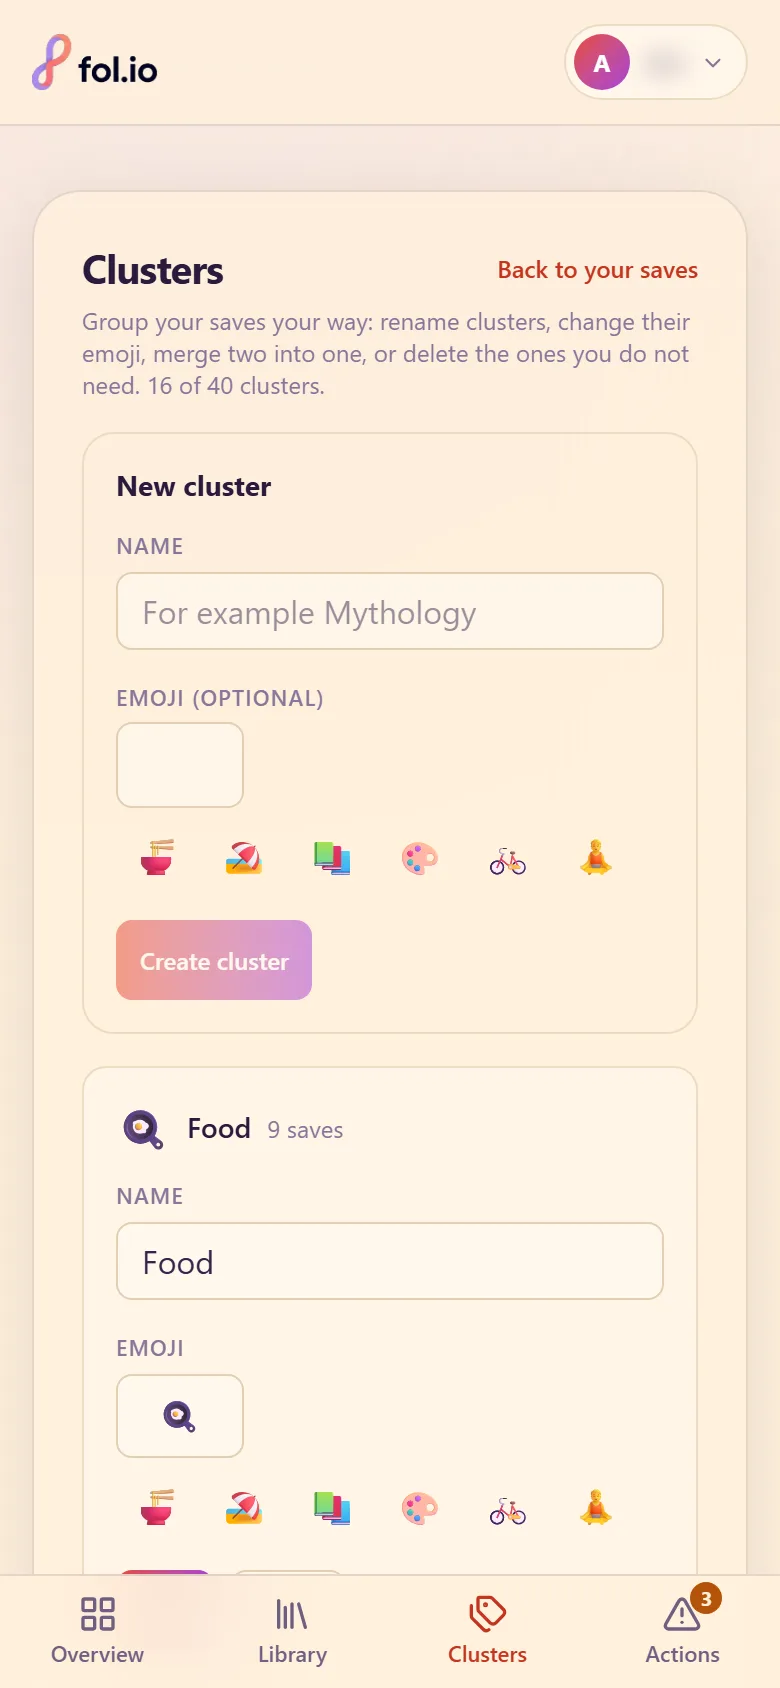 fol.io
A
Clusters
Back to your saves
Group your saves your way: rename clusters, change their
emoji, merge two into one, or delete the ones you do not
need. 16 of 40 clusters.
New cluster
NAME
For example Mythology
EMOJI (OPTIONAL)
Create cluster
Food 9 saves
NAME
Food
EMOJI
3
Overview
Library
Clusters
Actions